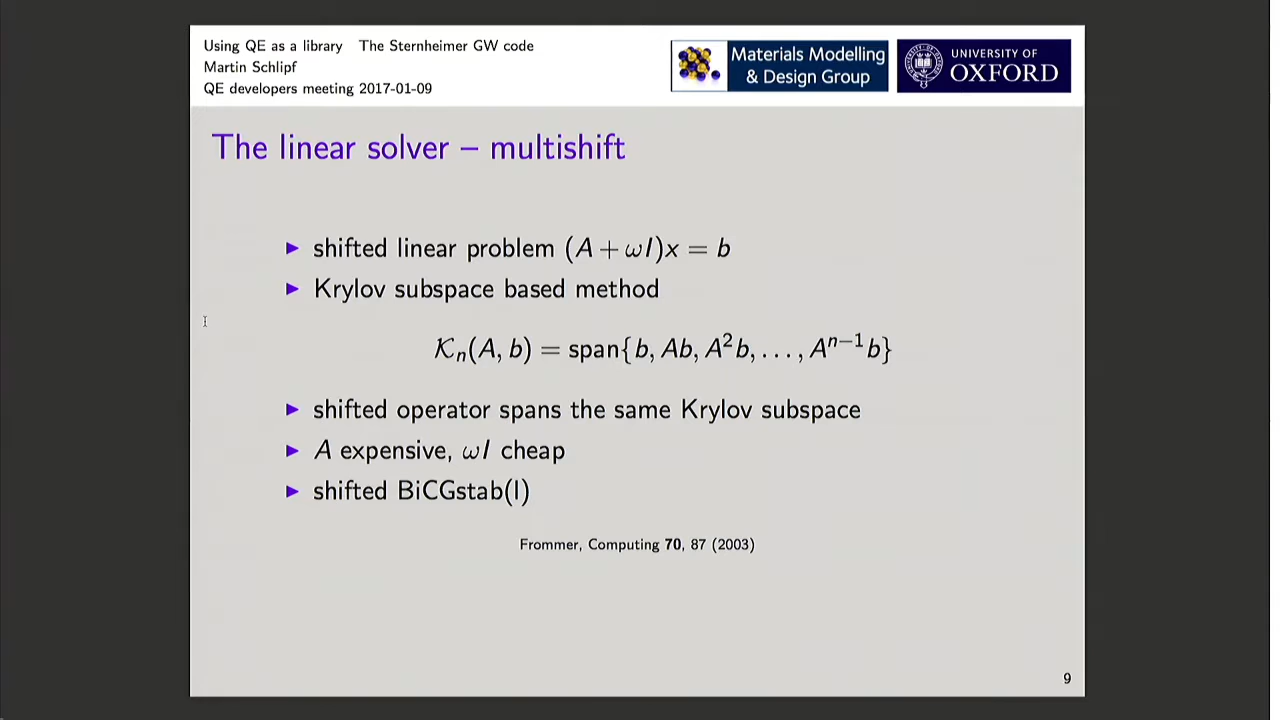 Using QE as a library The Sternheimer GW code
Martin Schlipf
QE developers meeting 2017-01-09
Materials Modelling
& Design Group
UNIVERSITY OF
OXFORD
The linear solver – multishift
▶ shifted linear problem (A + ωI)x = b
▶ Krylov subspace based method
𝒦ₙ(A, b) = span{b, Ab, A²b, . . . , Aⁿ⁻¹b}
▶ shifted operator spans the same Krylov subspace
▶ A expensive, ωI cheap
▶ shifted BiCGstab(l)
Frommer, Computing 70, 87 (2003)
9